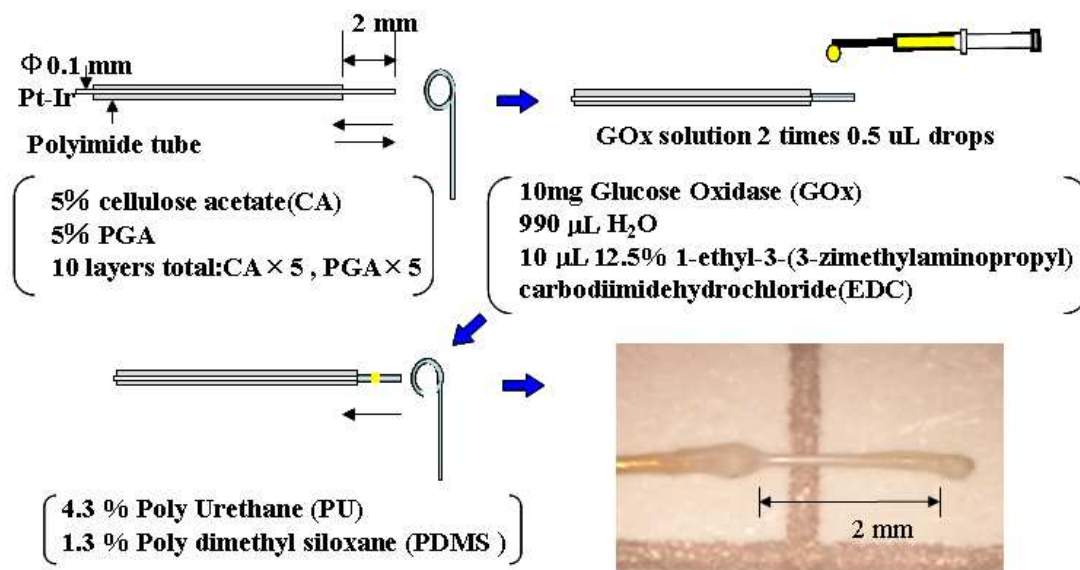 2 mm
Φ 0.1 mm
Pt-Ir
Polyimide tube
GOx solution 2 times 0.5 uL drops
5% cellulose acetate(CA)
5% PGA
10 layers total:CA × 5 , PGA× 5
10mg Glucose Oxidase (GOx)
990 μL H₂O
10 μL 12.5% 1-ethyl-3-(3-zimethylaminopropyl)
carbodiimidehydrochloride(EDC)
4.3 % Poly Urethane (PU)
1.3 % Poly dimethyl siloxane (PDMS )
2 mm